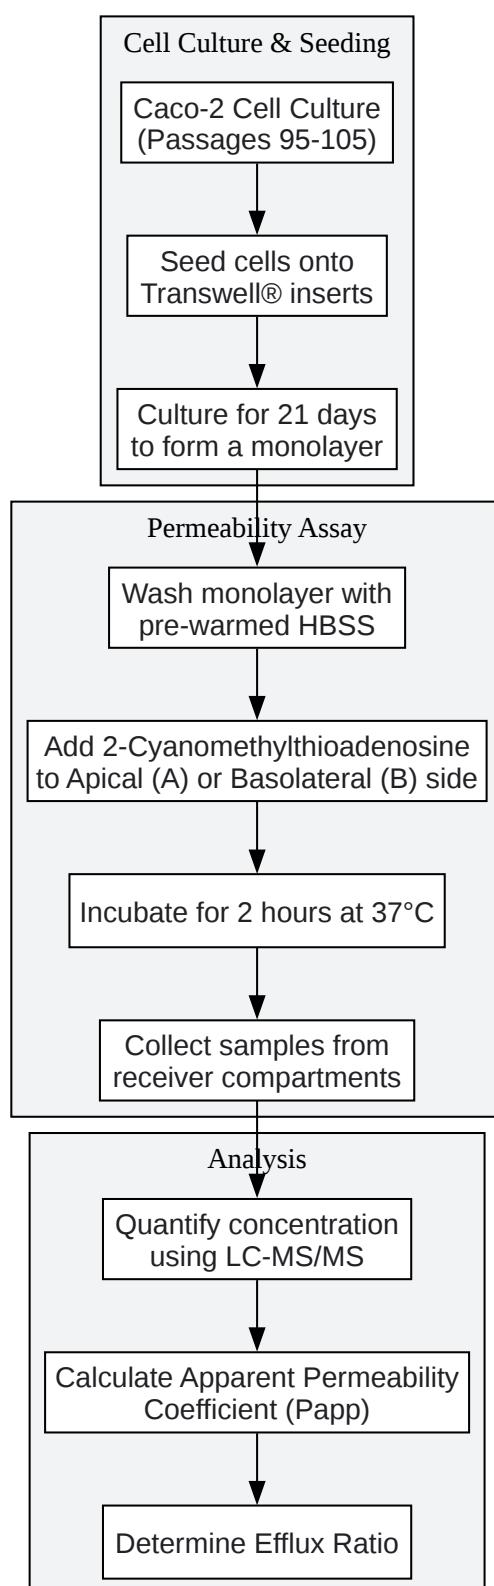 Cell Culture & Seeding
Caco-2 Cell Culture
(Passages 95-105)
Seed cells onto
Transwell® inserts
Culture for 21 days
to form a monolayer
Permeability Assay
Wash monolayer with
pre-warmed HBSS
Add 2-Cyanomethylthioadenosine
to Apical (A) or Basolateral (B) side
Incubate for 2 hours at 37°C
Collect samples from
receiver compartments
Analysis
Quantify concentration
using LC-MS/MS
Calculate Apparent Permeability
Coefficient (Papp)
Determine Efflux Ratio